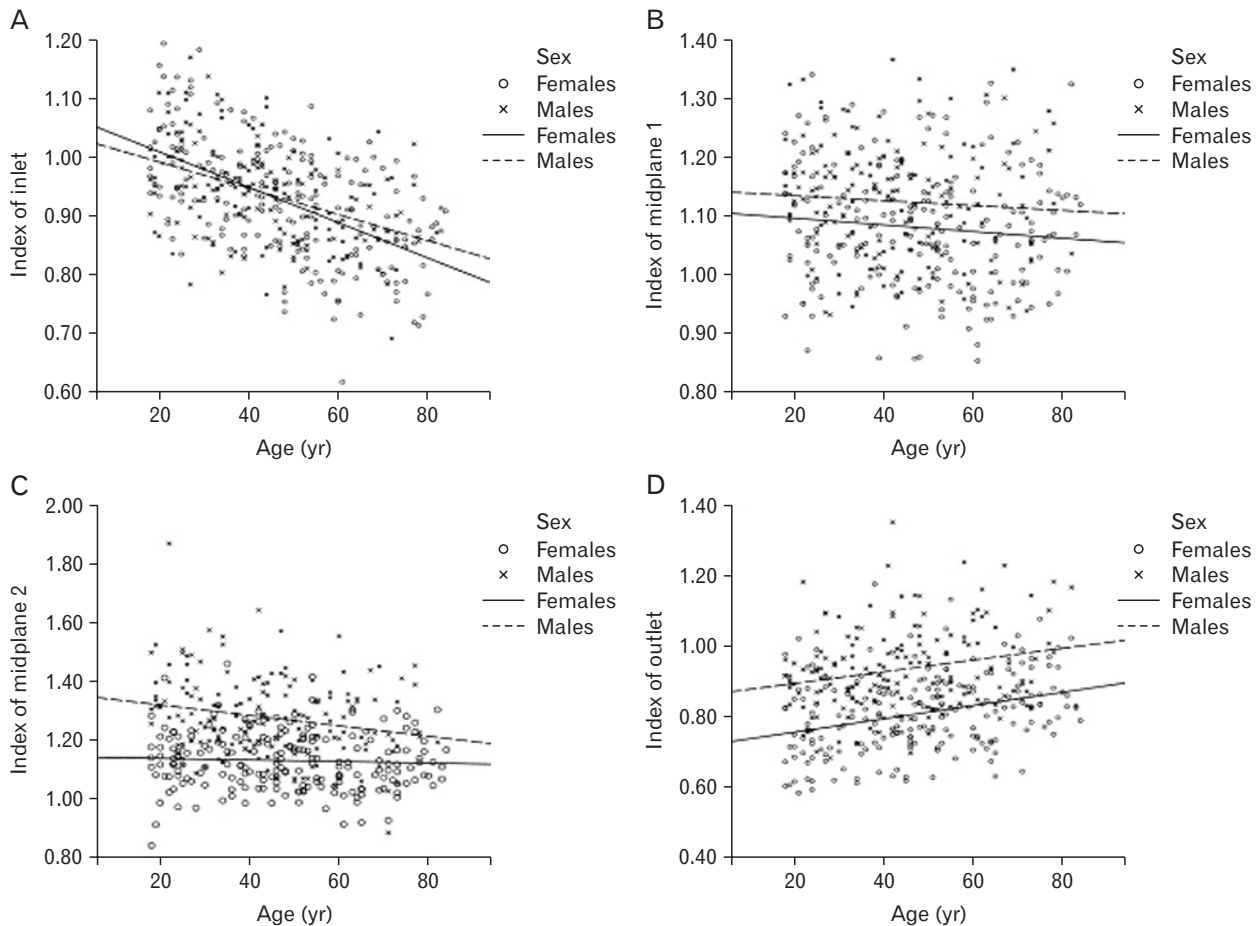 A
Index of inlet
1.20
1.10
1.00
0.90
0.80
0.70
0.60
20 40 60 80
Age (yr)
Sex
Females
Males
Females
Males
B
Index of midplane 1
1.40
1.30
1.20
1.10
1.00
0.90
0.80
20 40 60 80
Age (yr)
Sex
Females
Males
Females
Males
C
Index of midplane 2
2.00
1.80
1.60
1.40
1.20
1.00
0.80
20 40 60 80
Age (yr)
Sex
Females
Males
Females
Males
D
Index of outlet
1.40
1.20
1.00
0.80
0.60
0.40
20 40 60 80
Age (yr)
Sex
Females
Males
Females
Males